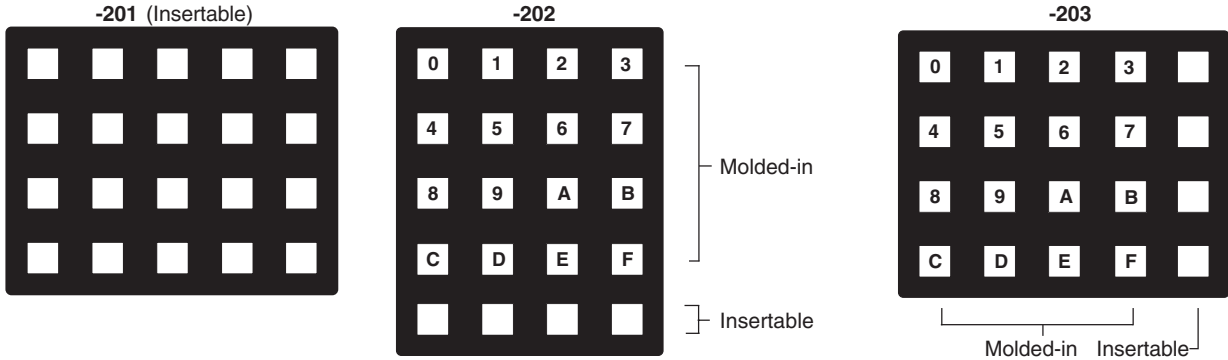 -201 (Insertable)
-202
0 1 2 3
4 5 6 7
8 9 A B
C D E F
Molded-in
Insertable
-203
0 1 2 3
4 5 6 7
8 9 A B
C D E F
Molded-in Insertable